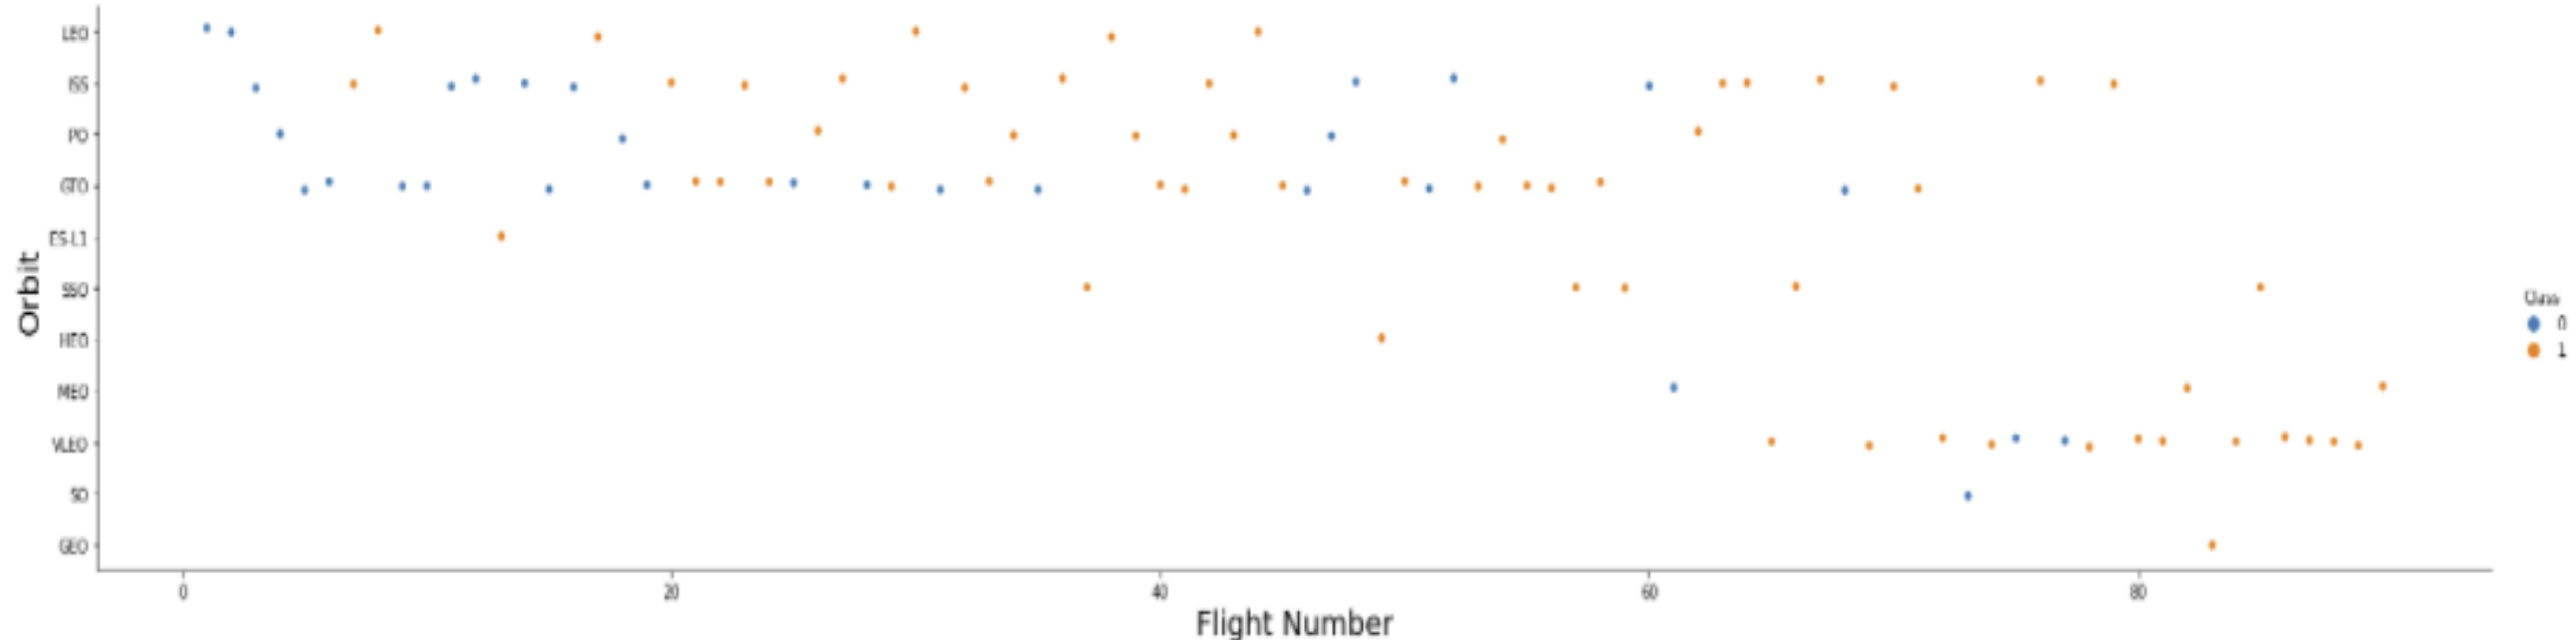 LEO
ISS
PO
GTO
ES-L1
SSO
HEO
MEO
VLEO
SO
GEO
Orbit
0 20 40 60 80
Flight Number
Class
0
1